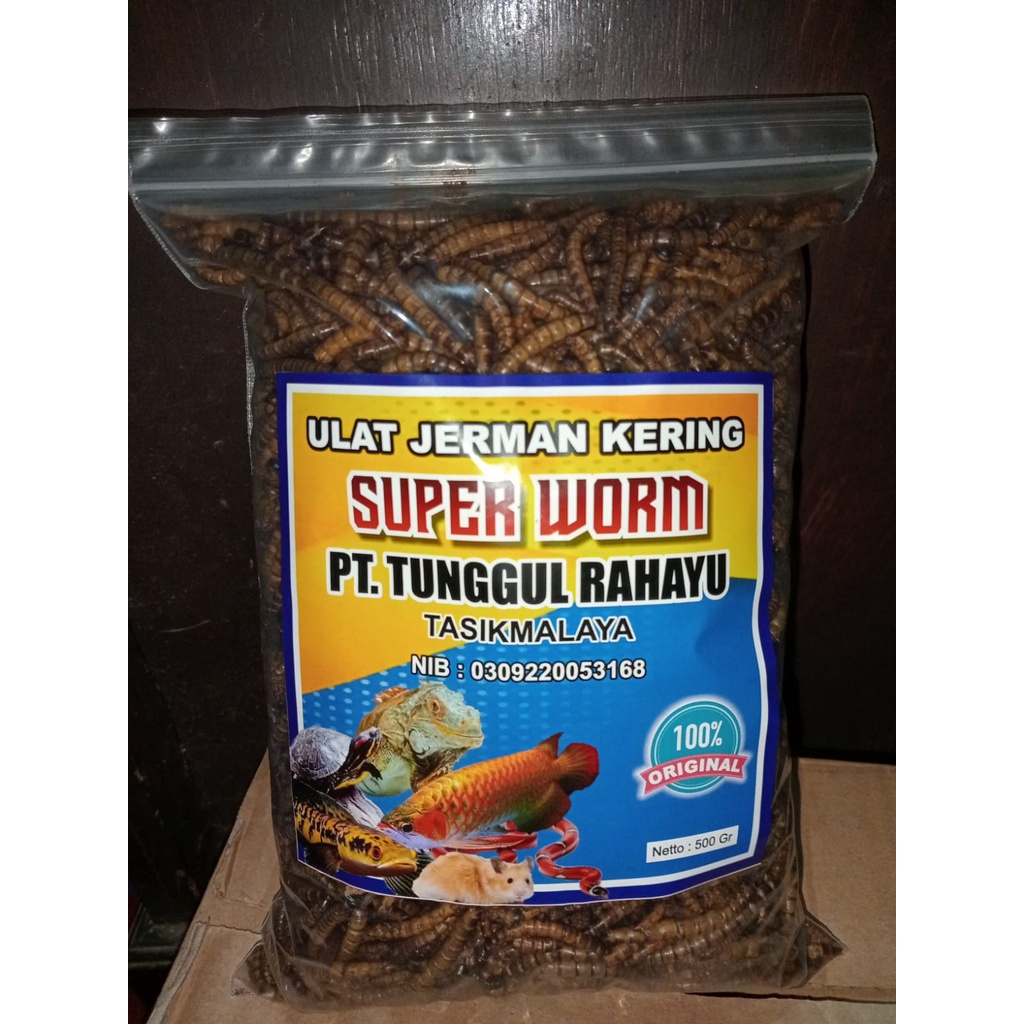 ULAT JERMAN KERING
SUPER WORM
PT. TUNGGUL RAHAYU
TASIKMALAYA
NIB : 0309220053168
100%
ORIGINAL
Netto : 500 Gr